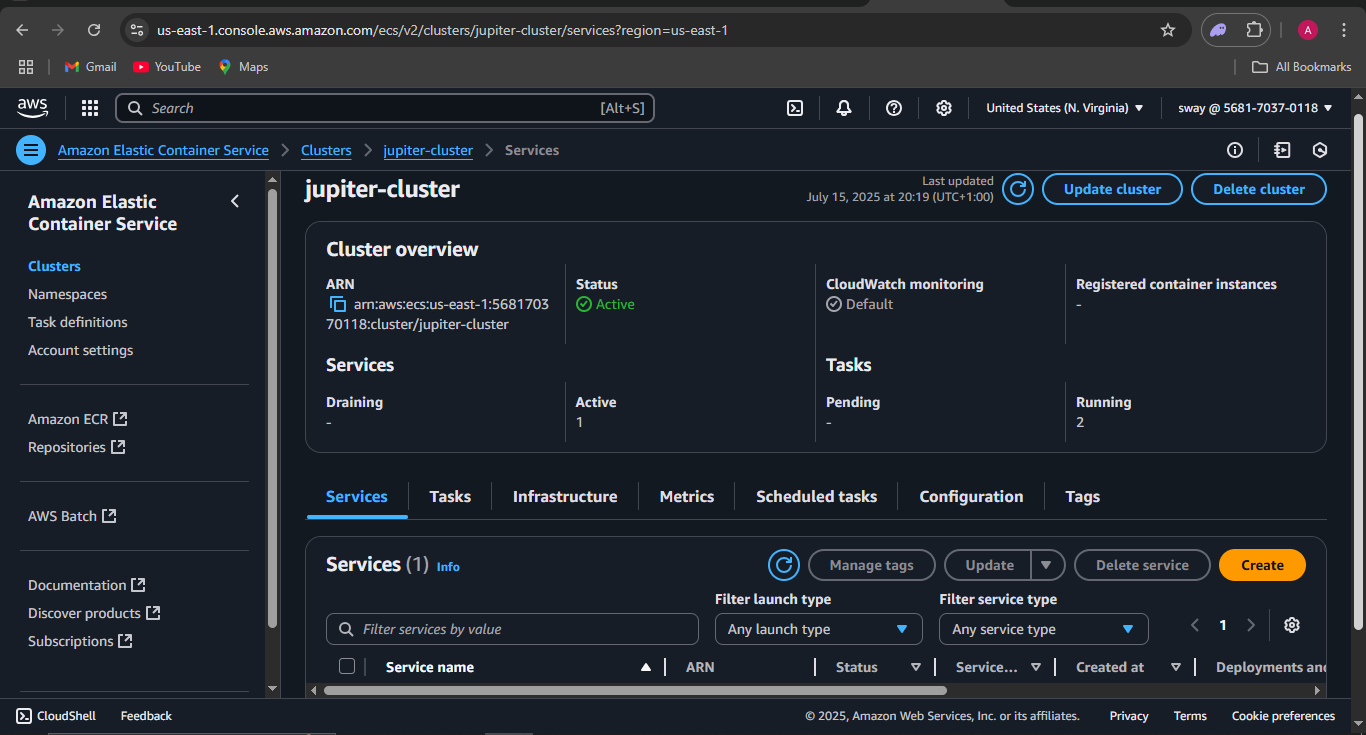 us-east-1.console.aws.amazon.com/ecs/v2/clusters/jupiter-cluster/services?region=us-east-1
A
Gmail
YouTube
Maps
All Bookmarks
aws
Search
[Alt+S]
United States (N. Virginia)
sway @ 5681-7037-0118
Amazon Elastic Container Service
Clusters
jupiter-cluster
Services
Amazon Elastic
Container Service
Clusters
Namespaces
Task definitions
Account settings
Amazon ECR
Repositories
AWS Batch
Documentation
Discover products
Subscriptions
jupiter-cluster
Last updated
July 15, 2025 at 20:19 (UTC+1:00)
Update cluster
Delete cluster
Cluster overview
ARN
arn:aws:ecs:us-east-1:5681703
70118:cluster/jupiter-cluster
Status
Active
CloudWatch monitoring
Default
Registered container instances
-
Services
Tasks
Draining
-
Active
1
Pending
-
Running
2
Services
Tasks
Infrastructure
Metrics
Scheduled tasks
Configuration
Tags
Services (1) Info
Manage tags
Update
Delete service
Create
Filter launch type
Filter service type
Filter services by value
Any launch type
Any service type
1
Service name
ARN
Status
Service...
Created at
Deployments and
CloudShell
Feedback
© 2025, Amazon Web Services, Inc. or its affiliates.
Privacy
Terms
Cookie preferences